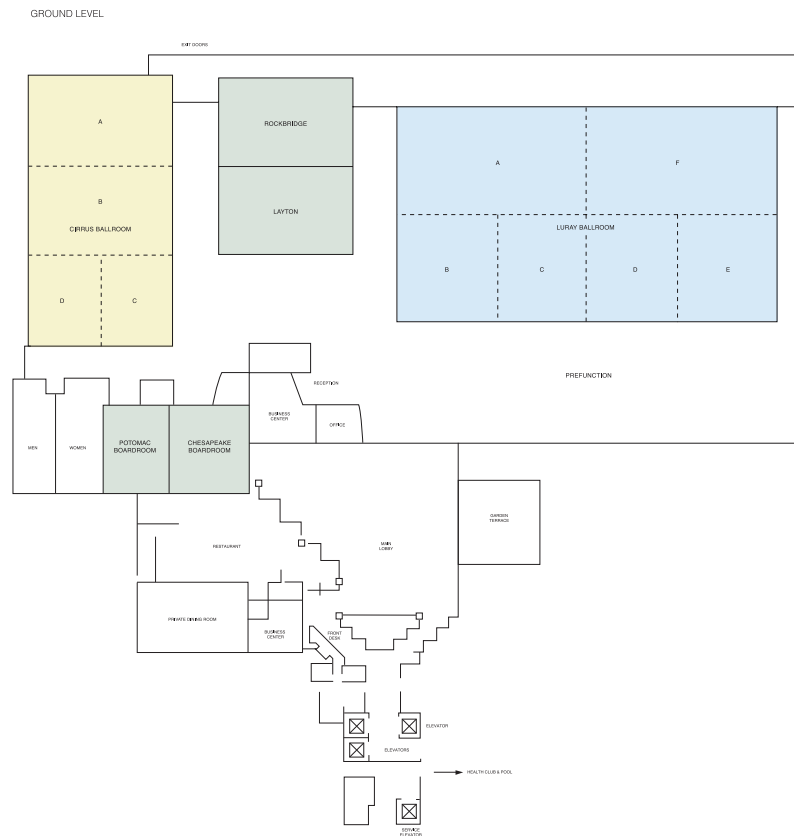 GROUND LEVEL
EXIT DOORS
A
ROCKBRIDGE
A
F
B
LAYTON
CIRRUS BALLROOM
LURAY BALLROOM
B
C
D
E
D
C
PREFUNCTION
RECEPTION
BUSINESS
CENTER
OFFICE
MEN
WOMEN
POTOMAC
BOARDROOM
CHESAPEAKE
BOARDROOM
GARDEN
TERRACE
RESTAURANT
MAIN
LOBBY
PRIVATE DINING ROOM
BUSINESS
CENTER
FRONT
DESK
ELEVATOR
ELEVATORS
HEALTH CLUB & POOL
SERVICE
ELEVATOR